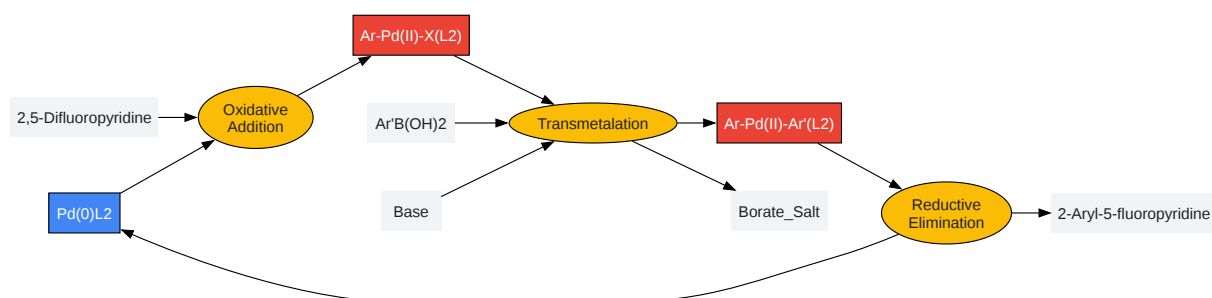 Ar-Pd(II)-X(L2)
2,5-Difluoropyridine
Oxidative
Addition
Ar'B(OH)2
Transmetalation
Ar-Pd(II)-Ar'(L2)
Pd(0)L2
Base
Borate_Salt
Reductive
Elimination
2-Aryl-5-fluoropyridine